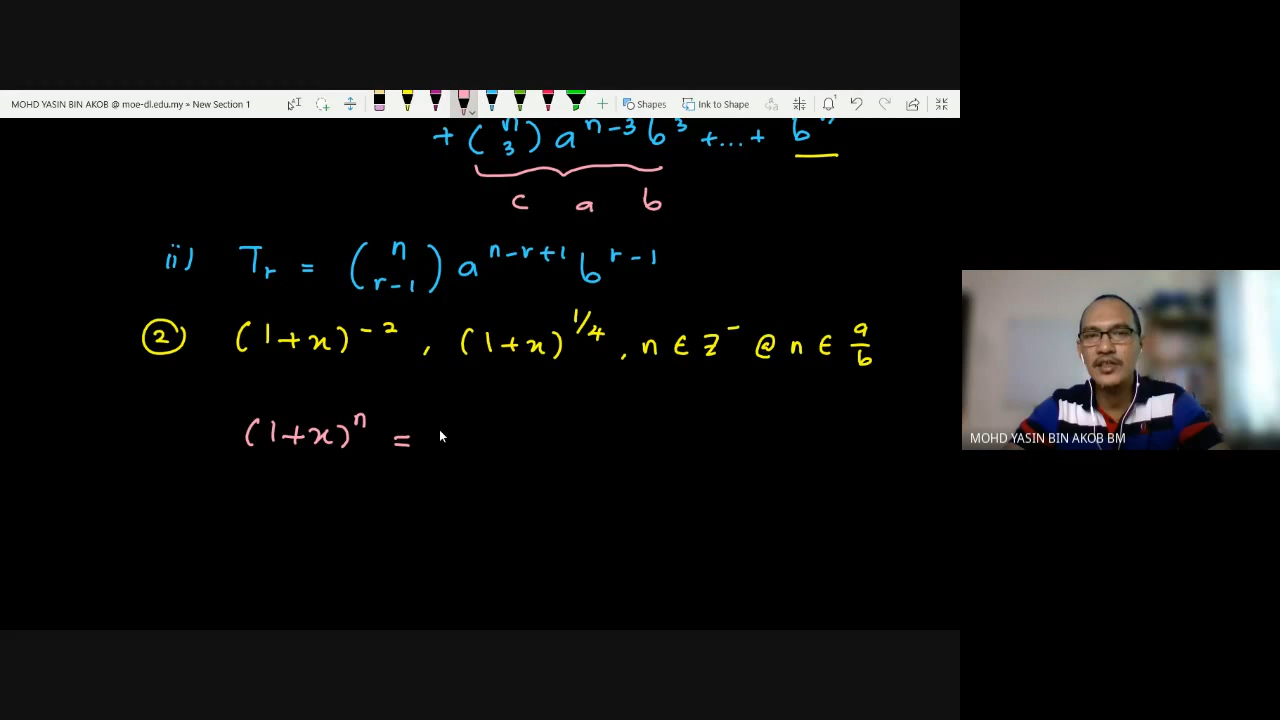 MOHD YASIN BIN AKOB @ moe-dl.edu.my » New Section 1
Shapes
Ink to Shape
+ (n 3) a^{n-3} b^3 +...+ b^n
c a b
ii) T_r = (n r-1) a^{n-r+1} b^{r-1}
② (1+x)^{-2} , (1+x)^{1/4} , n ∈ Z^- @ n ∈ a/b
(1+x)^n =
MOHD YASIN BIN AKOB BM